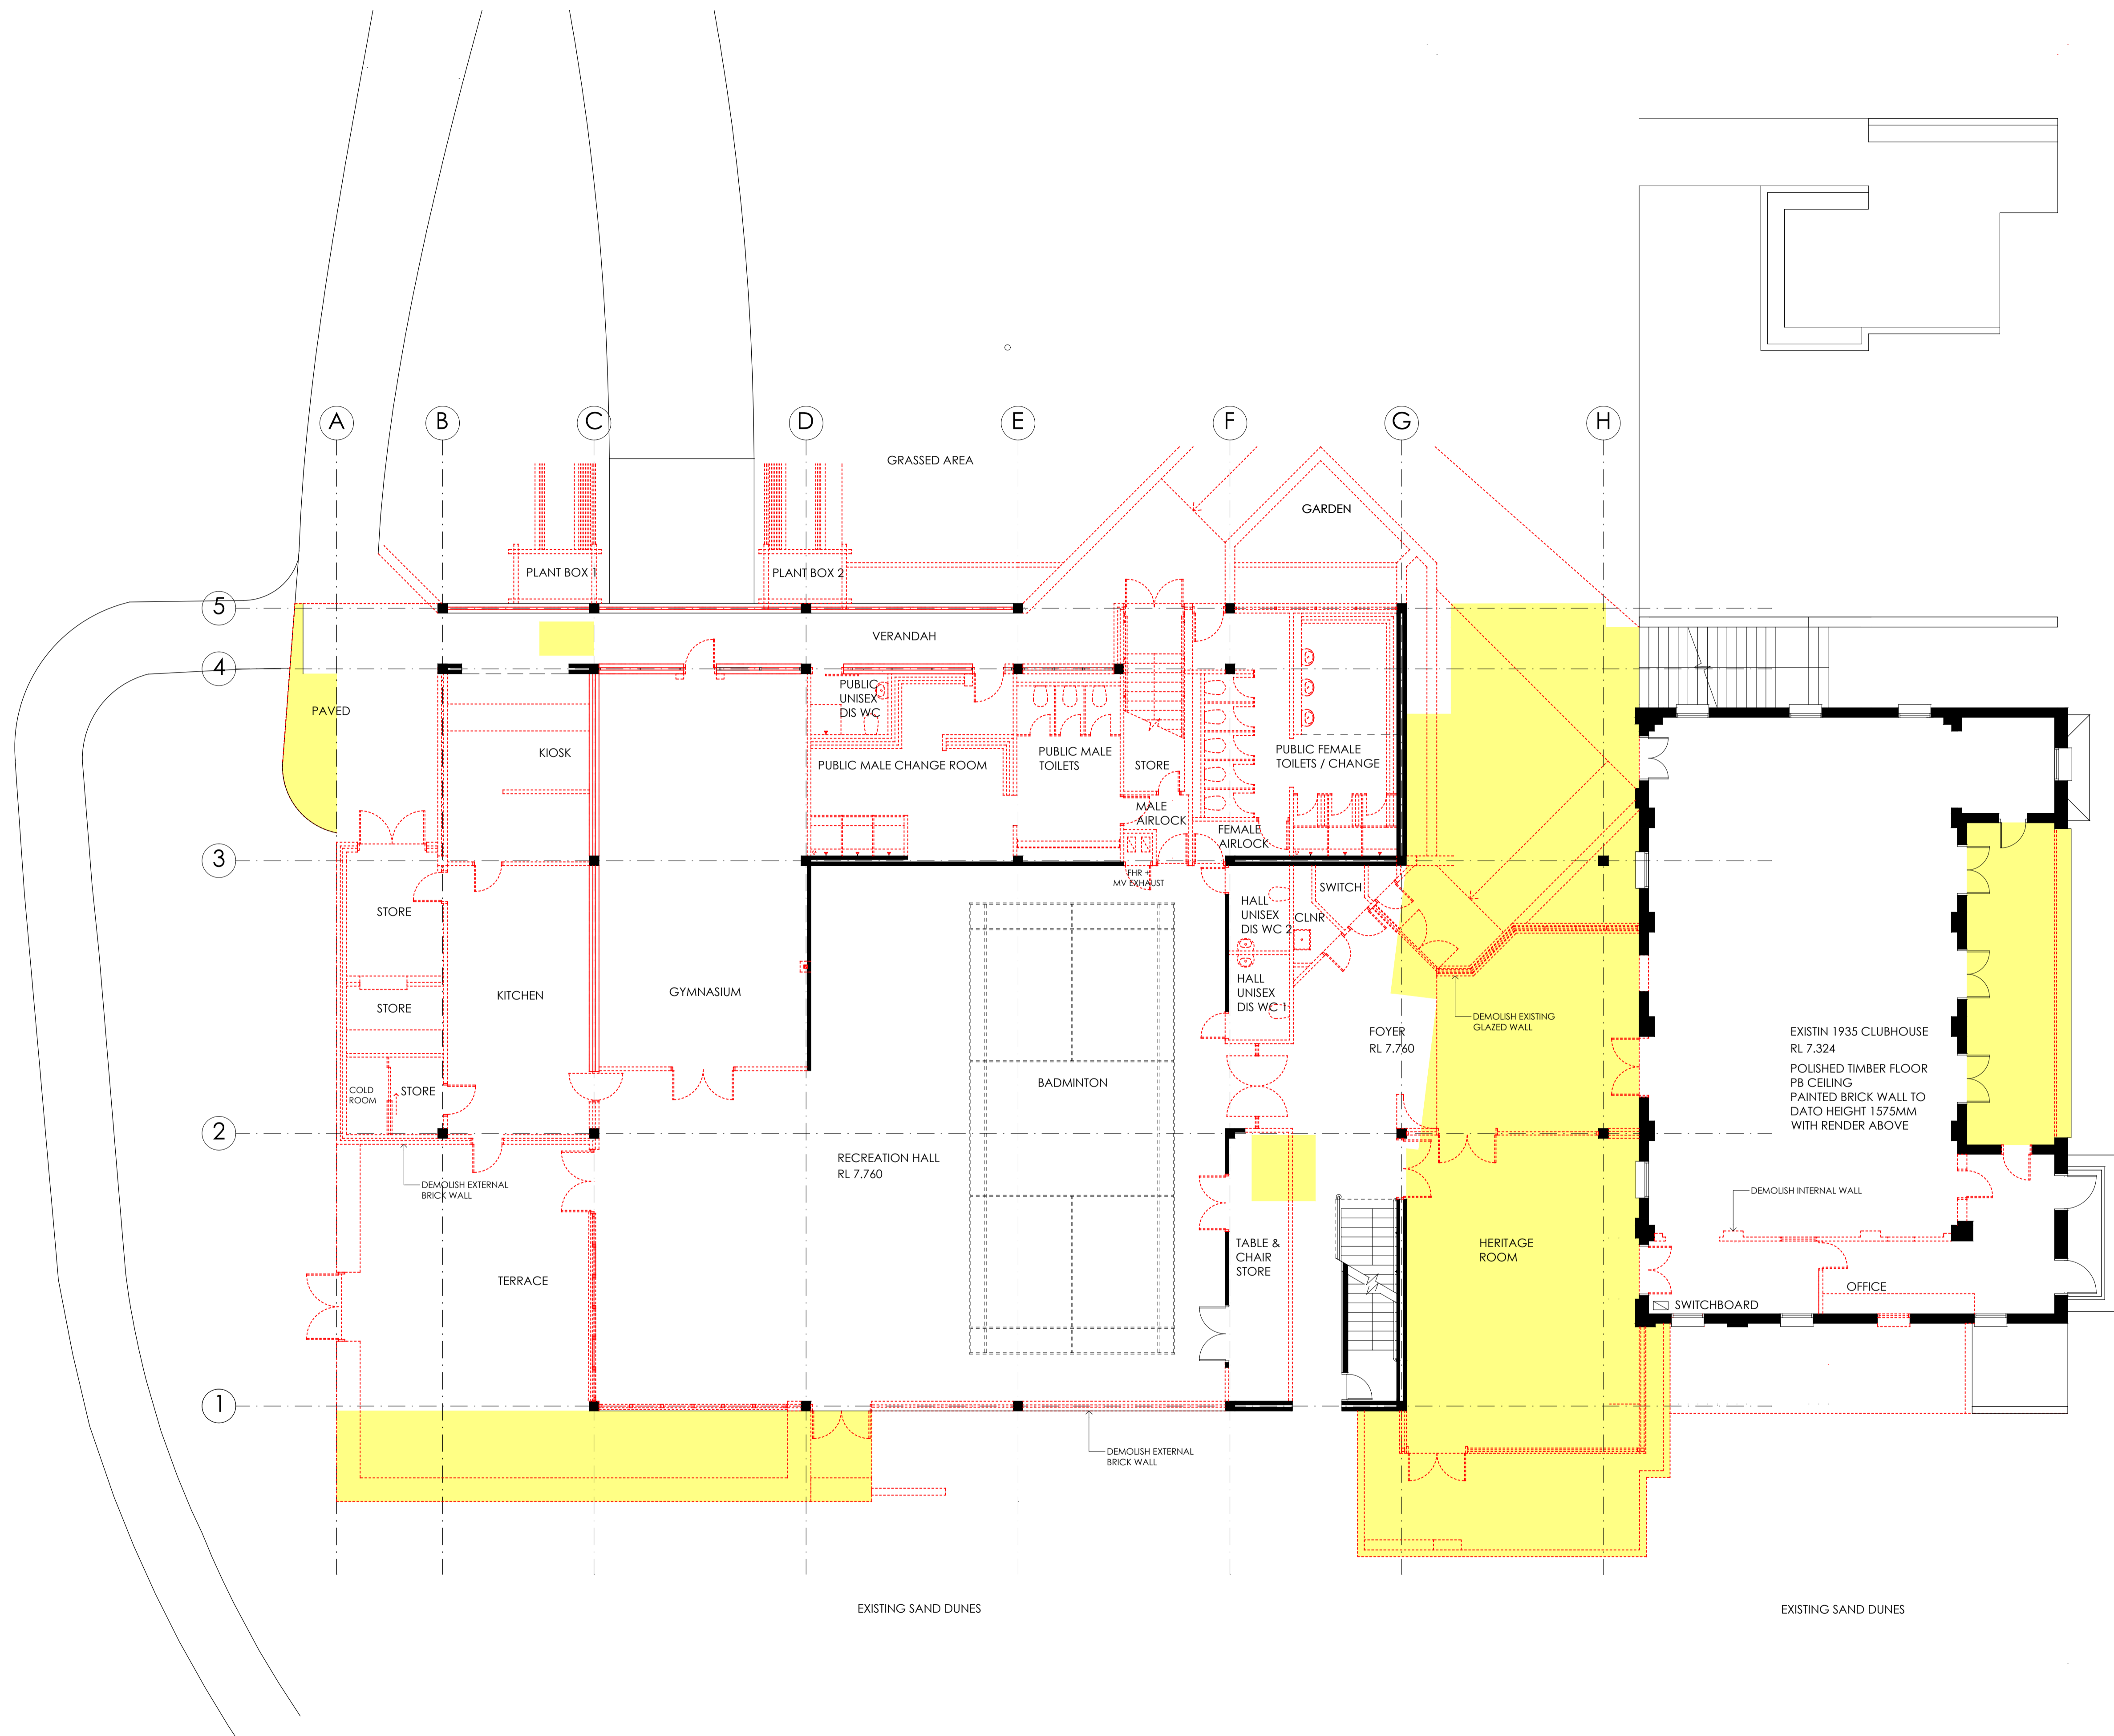 A B C D E F G H
GRASSED AREA
GARDEN
PLANT BOX 1
PLANT BOX 2
5
VERANDAH
4
PUBLIC
UNISEX
DIS WC
PAVED
KIOSK
PUBLIC MALE CHANGE ROOM
PUBLIC MALE
TOILETS
STORE
PUBLIC FEMALE
TOILETS / CHANGE
MALE
AIRLOCK
FEMALE
AIRLOCK
3
FHR +
MV EXHAUST
SWITCH
HALL
UNISEX
DIS WC 2
CLNR
STORE
HALL
UNISEX
DIS WC 1
KITCHEN
GYMNASIUM
STORE
DEMOLISH EXISTING
GLAZED WALL
FOYER
RL 7.760
EXISTIN 1935 CLUBHOUSE
RL 7.324
POLISHED TIMBER FLOOR
PB CEILING
PAINTED BRICK WALL TO
DATO HEIGHT 1575MM
WITH RENDER ABOVE
COLD
ROOM
STORE
BADMINTON
2
RECREATION HALL
RL 7.760
DEMOLISH EXTERNAL
BRICK WALL
DEMOLISH INTERNAL WALL
TABLE &
CHAIR
STORE
HERITAGE
ROOM
TERRACE
OFFICE
SWITCHBOARD
1
DEMOLISH EXTERNAL
BRICK WALL
EXISTING SAND DUNES
EXISTING SAND DUNES